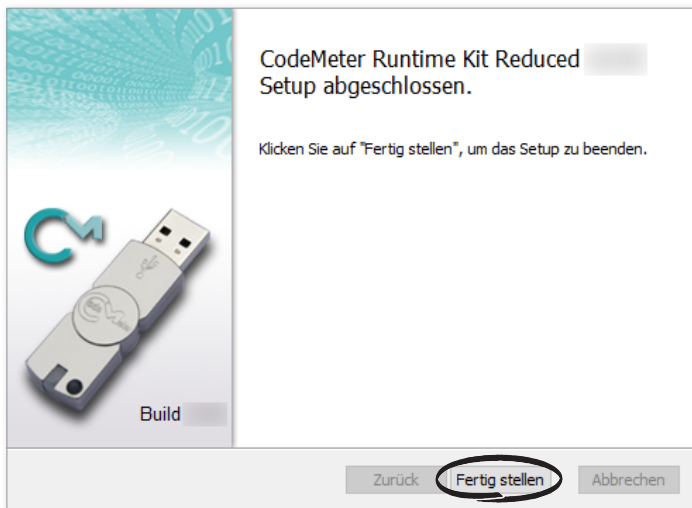 CodeMeter Runtime Kit Reduced
Setup abgeschlossen.
Klicken Sie auf "Fertig stellen", um das Setup zu beenden.
Build
Zurück
Fertig stellen
Abbrechen